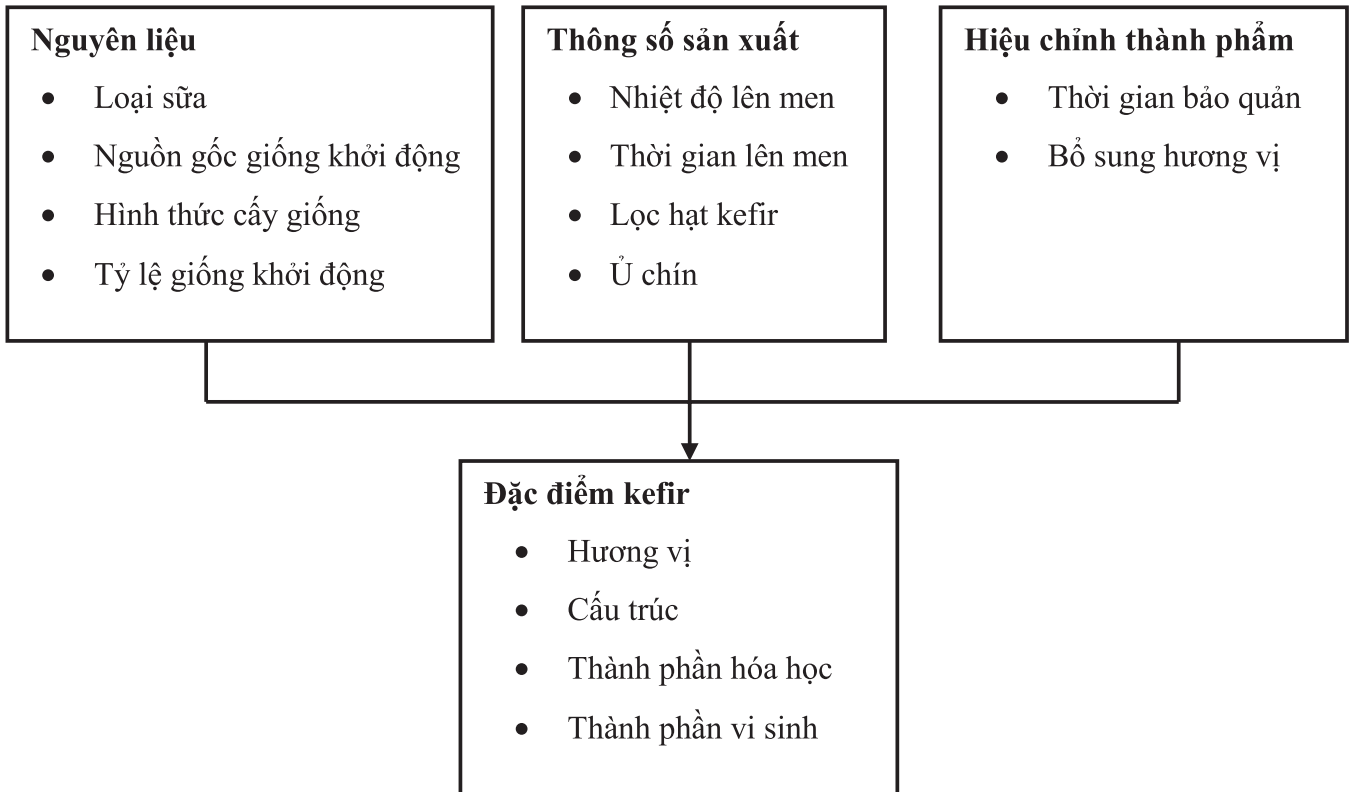 Nguyên liệu
• Loại sữa
• Nguồn gốc giống khởi động
• Hình thức cấy giống
• Tỷ lệ giống khởi động
Thông số sản xuất
• Nhiệt độ lên men
• Thời gian lên men
• Lọc hạt kefir
• Ủ chín
Hiệu chỉnh thành phẩm
• Thời gian bảo quản
• Bổ sung hương vị
Đặc điểm kefir
• Hương vị
• Cấu trúc
• Thành phần hóa học
• Thành phần vi sinh